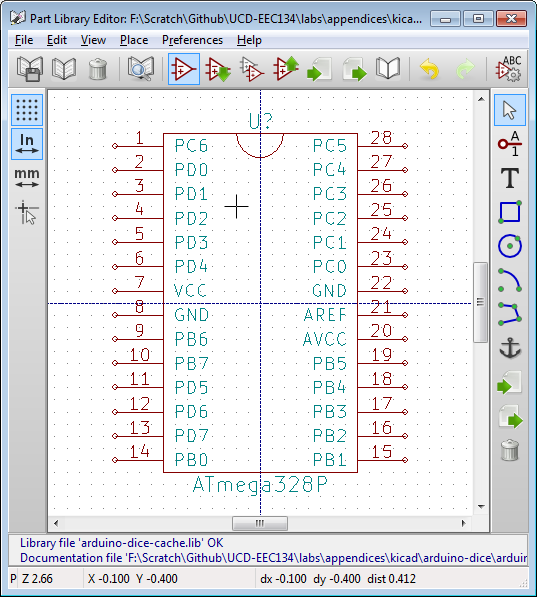 Part Library Editor: F:\Scratch\Github\UCD-EEC134\labs\appendices\kicad\
File Edit View Place Preferences Help
ABC
U?
1 PC6 PC5 28
2 PD0 PC4 27
3 PD1 PC3 26
4 PD2 PC2 25
5 PD3 PC1 24
6 PD4 PC0 23
7 VCC GND 22
8 GND AREF 21
9 PB6 AVCC 20
10 PB7 PB5 19
11 PD5 PB4 18
12 PD6 PB3 17
13 PD7 PB2 16
14 PB0 PB1 15
ATmega328P
In
mm
A
1
T
Library file 'arduino-dice-cache.lib' OK
Documentation file 'F:\Scratch\Github\UCD-EEC134\labs\appendices\kicad\arduino-dice\arduin
P Z 2.66 X -0.100 Y -0.400 dx -0.100 dy -0.400 dist 0.412